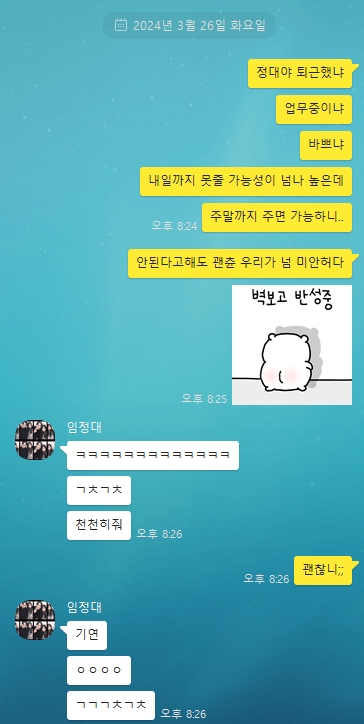 2024년 3월 26일 화요일
정대야 퇴근했냐
업무중이냐
바쁘냐
내일까지 못줄 가능성이 넘나 높은데
주말까지 주면 가능하니..
오후 8:24
안된다고해도 괜츈 우리가 넘 미안허다
벽보고 반성중
오후 8:25
임정대
ㅋㅋㅋㅋㅋㅋㅋㅋㅋㅋㅋㅋㅋ
ㄱㅊㄱㅊ
천천히줘
오후 8:26
괜찮니;;
오후 8:26
임정대
기연
ㅇㅇㅇㅇ
ㄱㄱㄱㅊㄱㅊ
오후 8:26